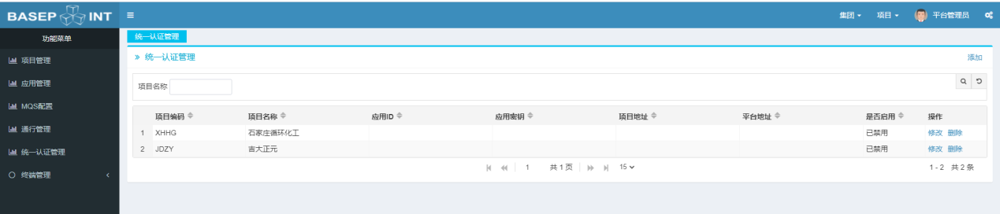 BASEP INT 集团 项目 平台管理员
功能菜单 统一认证管理
项目管理
应用管理
MQS配置
通行管理
统一认证管理
终端管理
统一认证管理 添加
项目名称
项目编码 项目名称 应用ID 应用密钥 项目地址 平台地址 是否启用 操作
1 XHHG 石家庄循环化工 已禁用 修改 删除
2 JDZY 吉大正元 已禁用 修改 删除
1 共 1 页 15 1 - 2 共 2 条